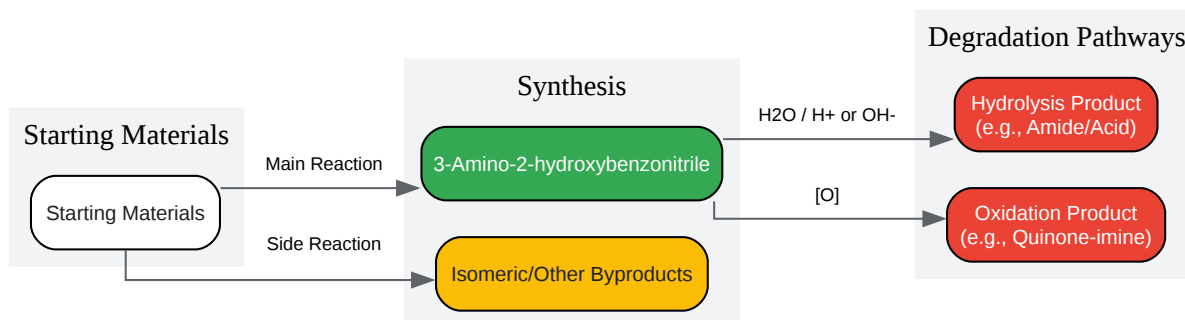 Starting Materials
Starting Materials
Main Reaction
Side Reaction
Synthesis
3-Amino-2-hydroxybenzonitrile
Isomeric/Other Byproducts
H2O / H+ or OH-
[O]
Degradation Pathways
Hydrolysis Product
(e.g., Amide/Acid)
Oxidation Product
(e.g., Quinone-imine)